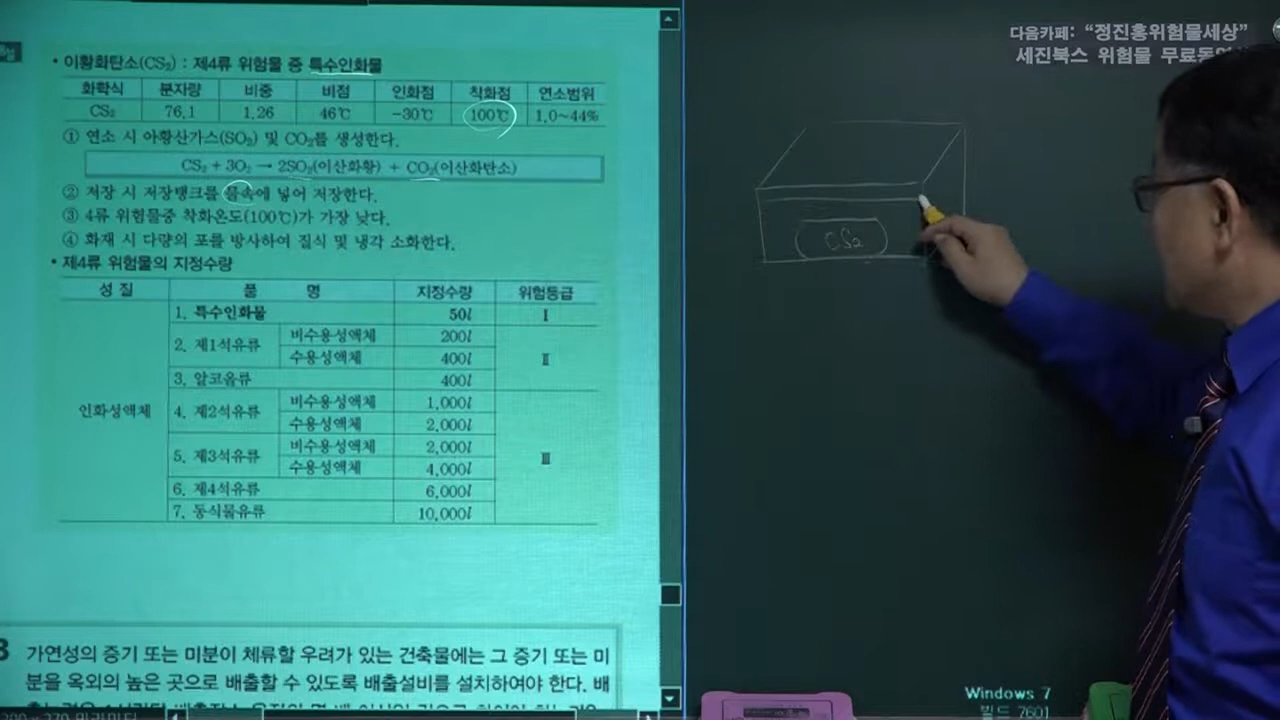 다음카페: "정진홍위험물세상"
세진북스 위험물 무료동영
• 이황화탄소(CS₂) : 제4류 위험물 중 특수인화물
화학식 분자량 비중 비점 인화점 착화점 연소범위
CS₂ 76.1 1.26 46℃ -30℃ 100℃ 1.0~44%
① 연소 시 아황산가스(SO₂) 및 CO₂를 생성한다.
CS₂ + 3O₂ → 2SO₂(이산화황) + CO₂(이산화탄소)
② 저장 시 저장탱크를 물속에 넣어 저장한다.
③ 4류 위험물중 착화온도(100℃)가 가장 낮다.
④ 화재 시 다량의 포를 방사하여 질식 및 냉각 소화한다.
• 제4류 위험물의 지정수량
성 질 품 명 지정수량 위험등급
인화성액체
1. 특수인화물 50l Ⅰ
2. 제1석유류 비수용성액체 200l
수용성액체 400l
Ⅱ
3. 알코올류 400l
4. 제2석유류 비수용성액체 1,000l
수용성액체 2,000l
5. 제3석유류 비수용성액체 2,000l
수용성액체 4,000l
Ⅲ
6. 제4석유류 6,000l
7. 동식물유류 10,000l
가연성의 증기 또는 미분이 체류할 우려가 있는 건축물에는 그 증기 또는 미
분을 옥외의 높은 곳으로 배출할 수 있도록 배출설비를 설치하여야 한다. 배
CS₂
Windows 7
빌드 7601